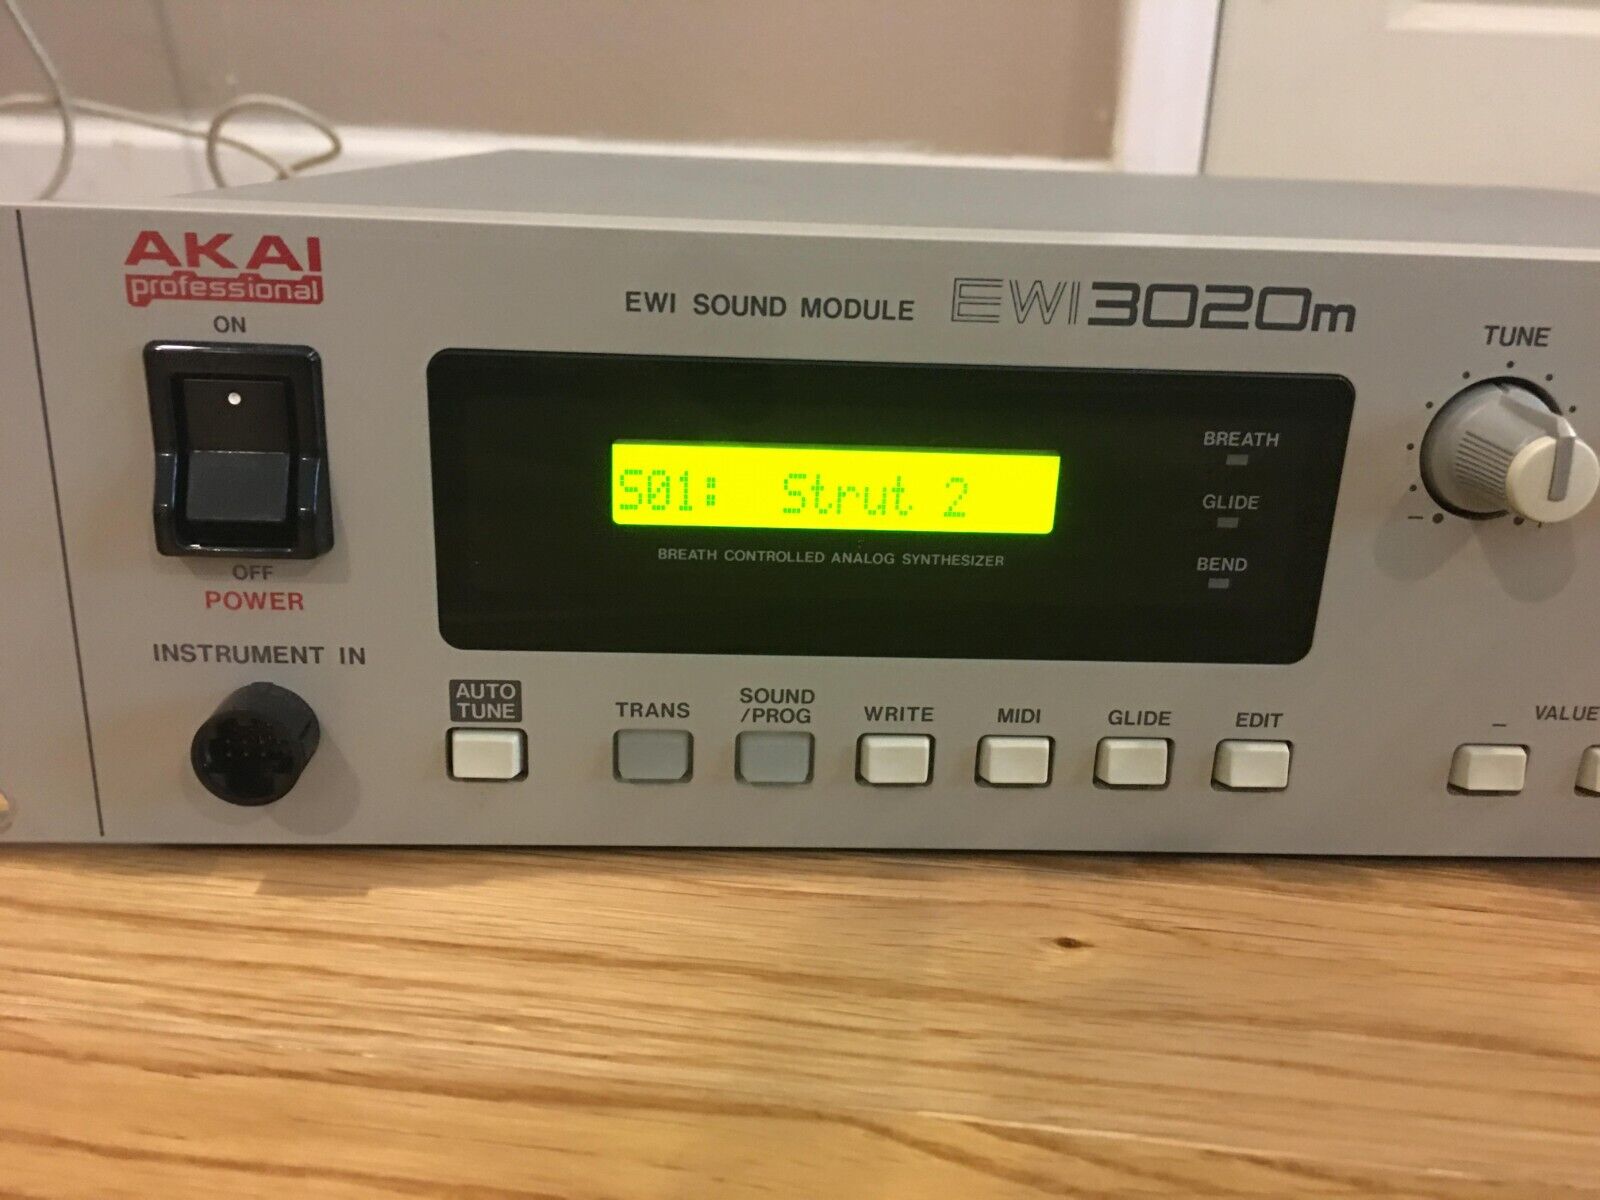 AKAI
professional
ON
OFF
POWER
INSTRUMENT IN
EWI SOUND MODULE EWI3020m
TUNE
S01: Strut 2
BREATH CONTROLLED ANALOG SYNTHESIZER
BREATH
GLIDE
BEND
AUTO
TUNE
TRANS
SOUND
/PROG
WRITE
MIDI
GLIDE
EDIT
– VALUE